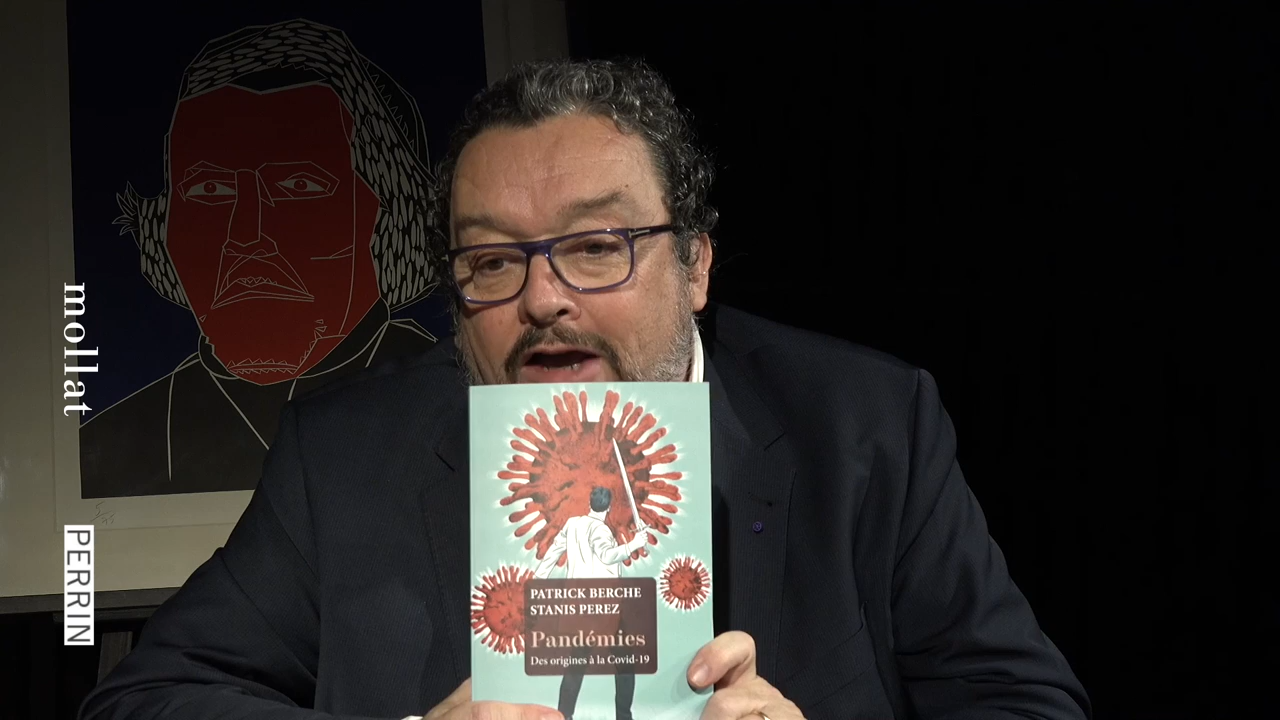 mollat
PERRIN
PATRICK BERCHE
STANIS PEREZ
Pandémies
Des origines à la Covid-19